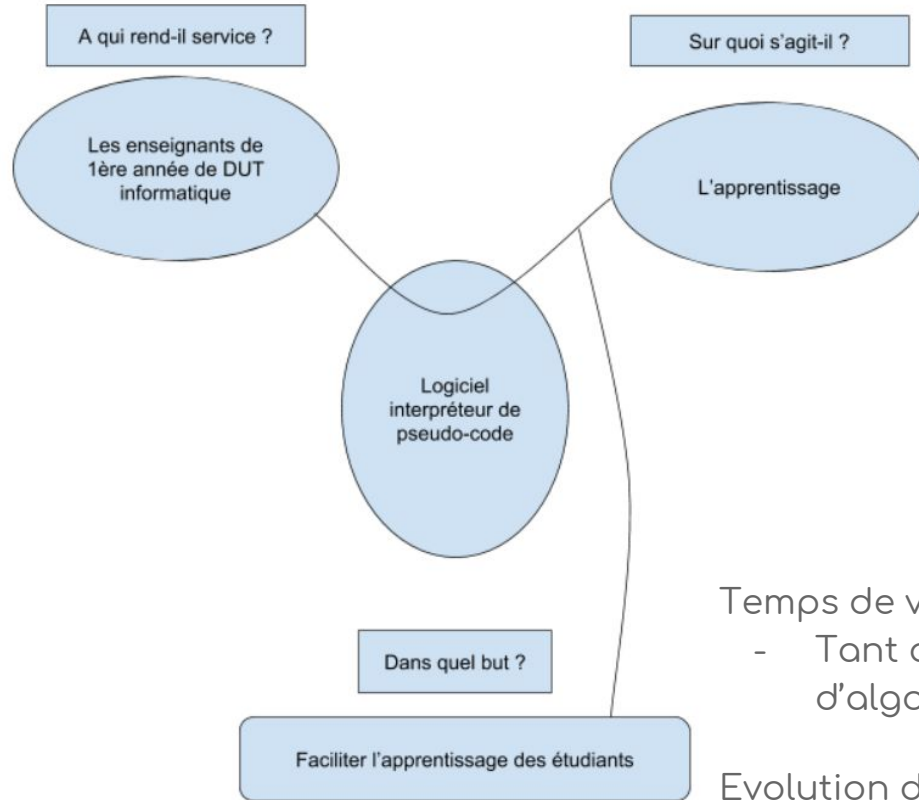 A qui rend-il service ?
Sur quoi s'agit-il ?
Les enseignants de
1ère année de DUT
informatique
L'apprentissage
Logiciel
interpréteur de
pseudo-code
Dans quel but ?
Faciliter l'apprentissage des étudiants
Temps de
- Tant
Evolution